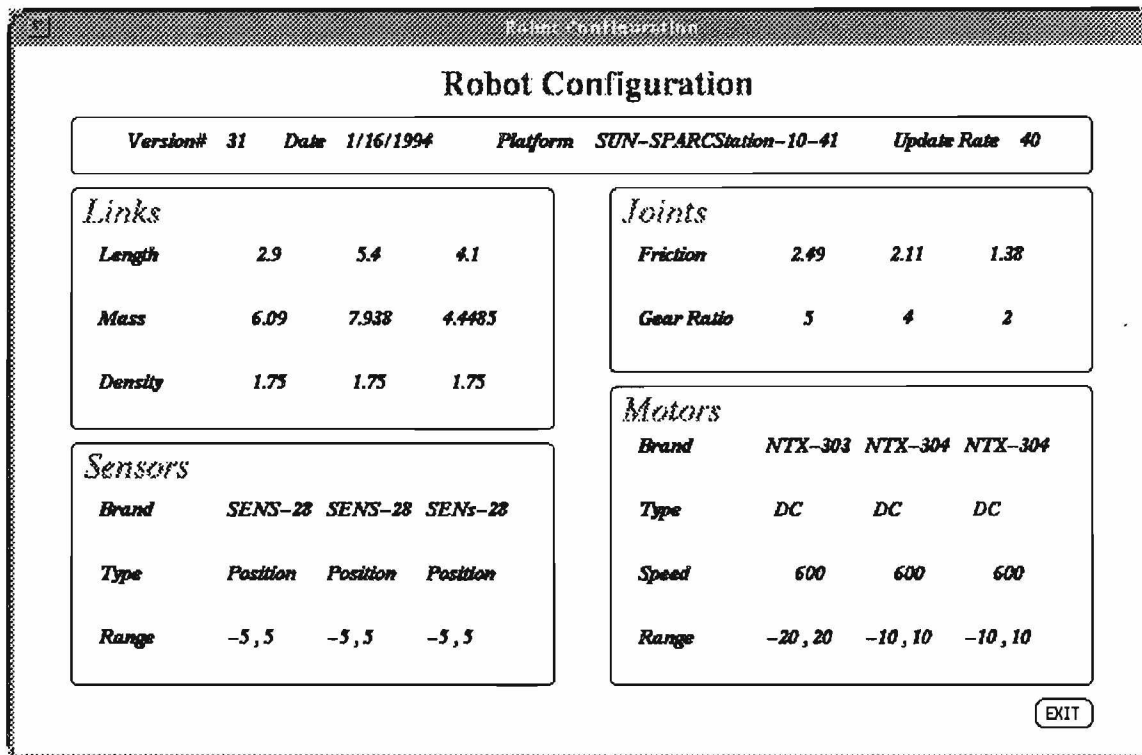 Robot Configuration
Robot Configuration
Version# 31 Date 1/16/1994 Platform SUN-SPARCStation-10-41 Update Rate 40
Links
Length 2.9 5.4 4.1
Mass 6.09 7.938 4.4485
Density 1.75 1.75 1.75
Sensors
Brand SENS-28 SENS-28 SENs-28
Type Position Position Position
Range -5,5 -5,5 -5,5
Joints
Friction 2.49 2.11 1.38
Gear Ratio 5 4 2
Motors
Brand NTX-303 NTX-304 NTX-304
Type DC DC DC
Speed 600 600 600
Range -20,20 -10,10 -10,10
EXIT